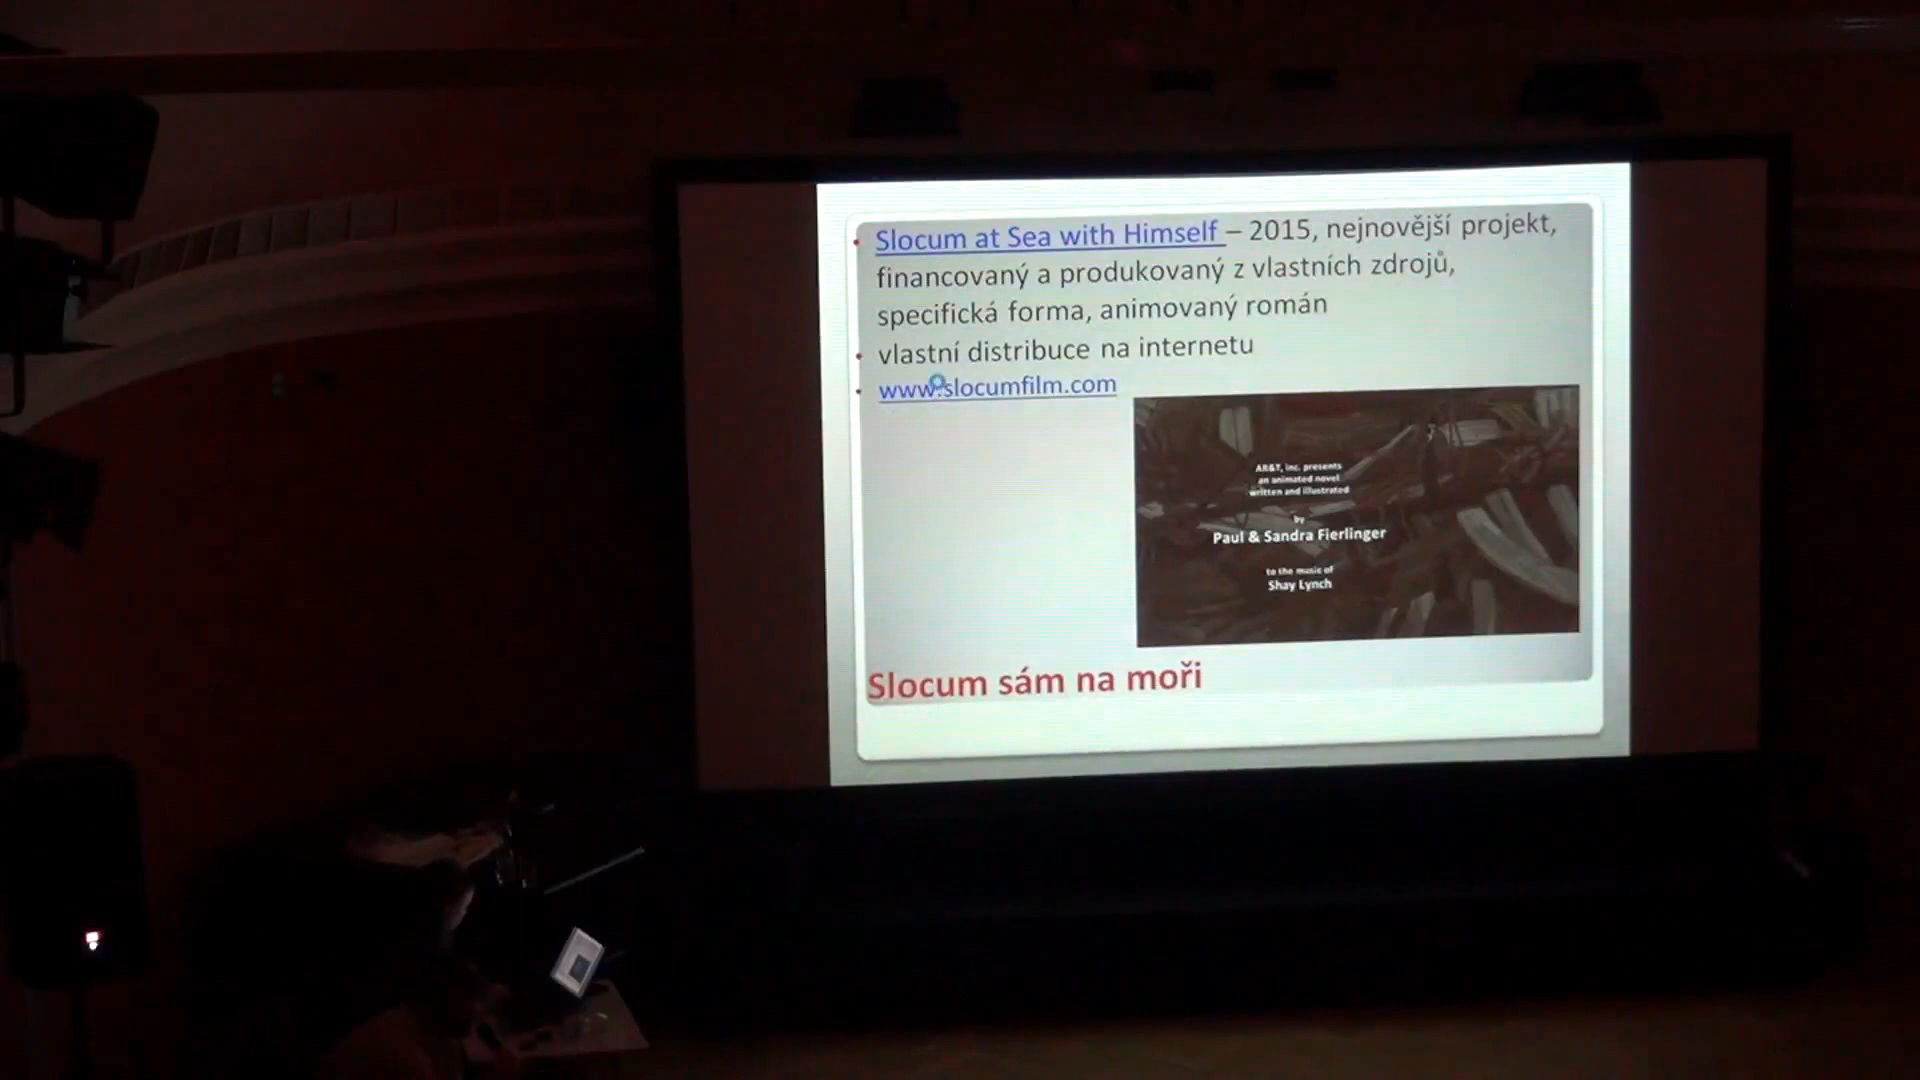 Slocum at Sea with Himself – 2015, nejnovější projekt,
financovaný a produkovaný z vlastních zdrojů,
specifická forma, animovaný román
vlastní distribuce na internetu
www.slocumfilm.com
AR&T, Inc. presents
an animated novel
written and illustrated
by
Paul & Sandra Fierlinger
to the music of
Shay Lynch
Slocum sám na moři